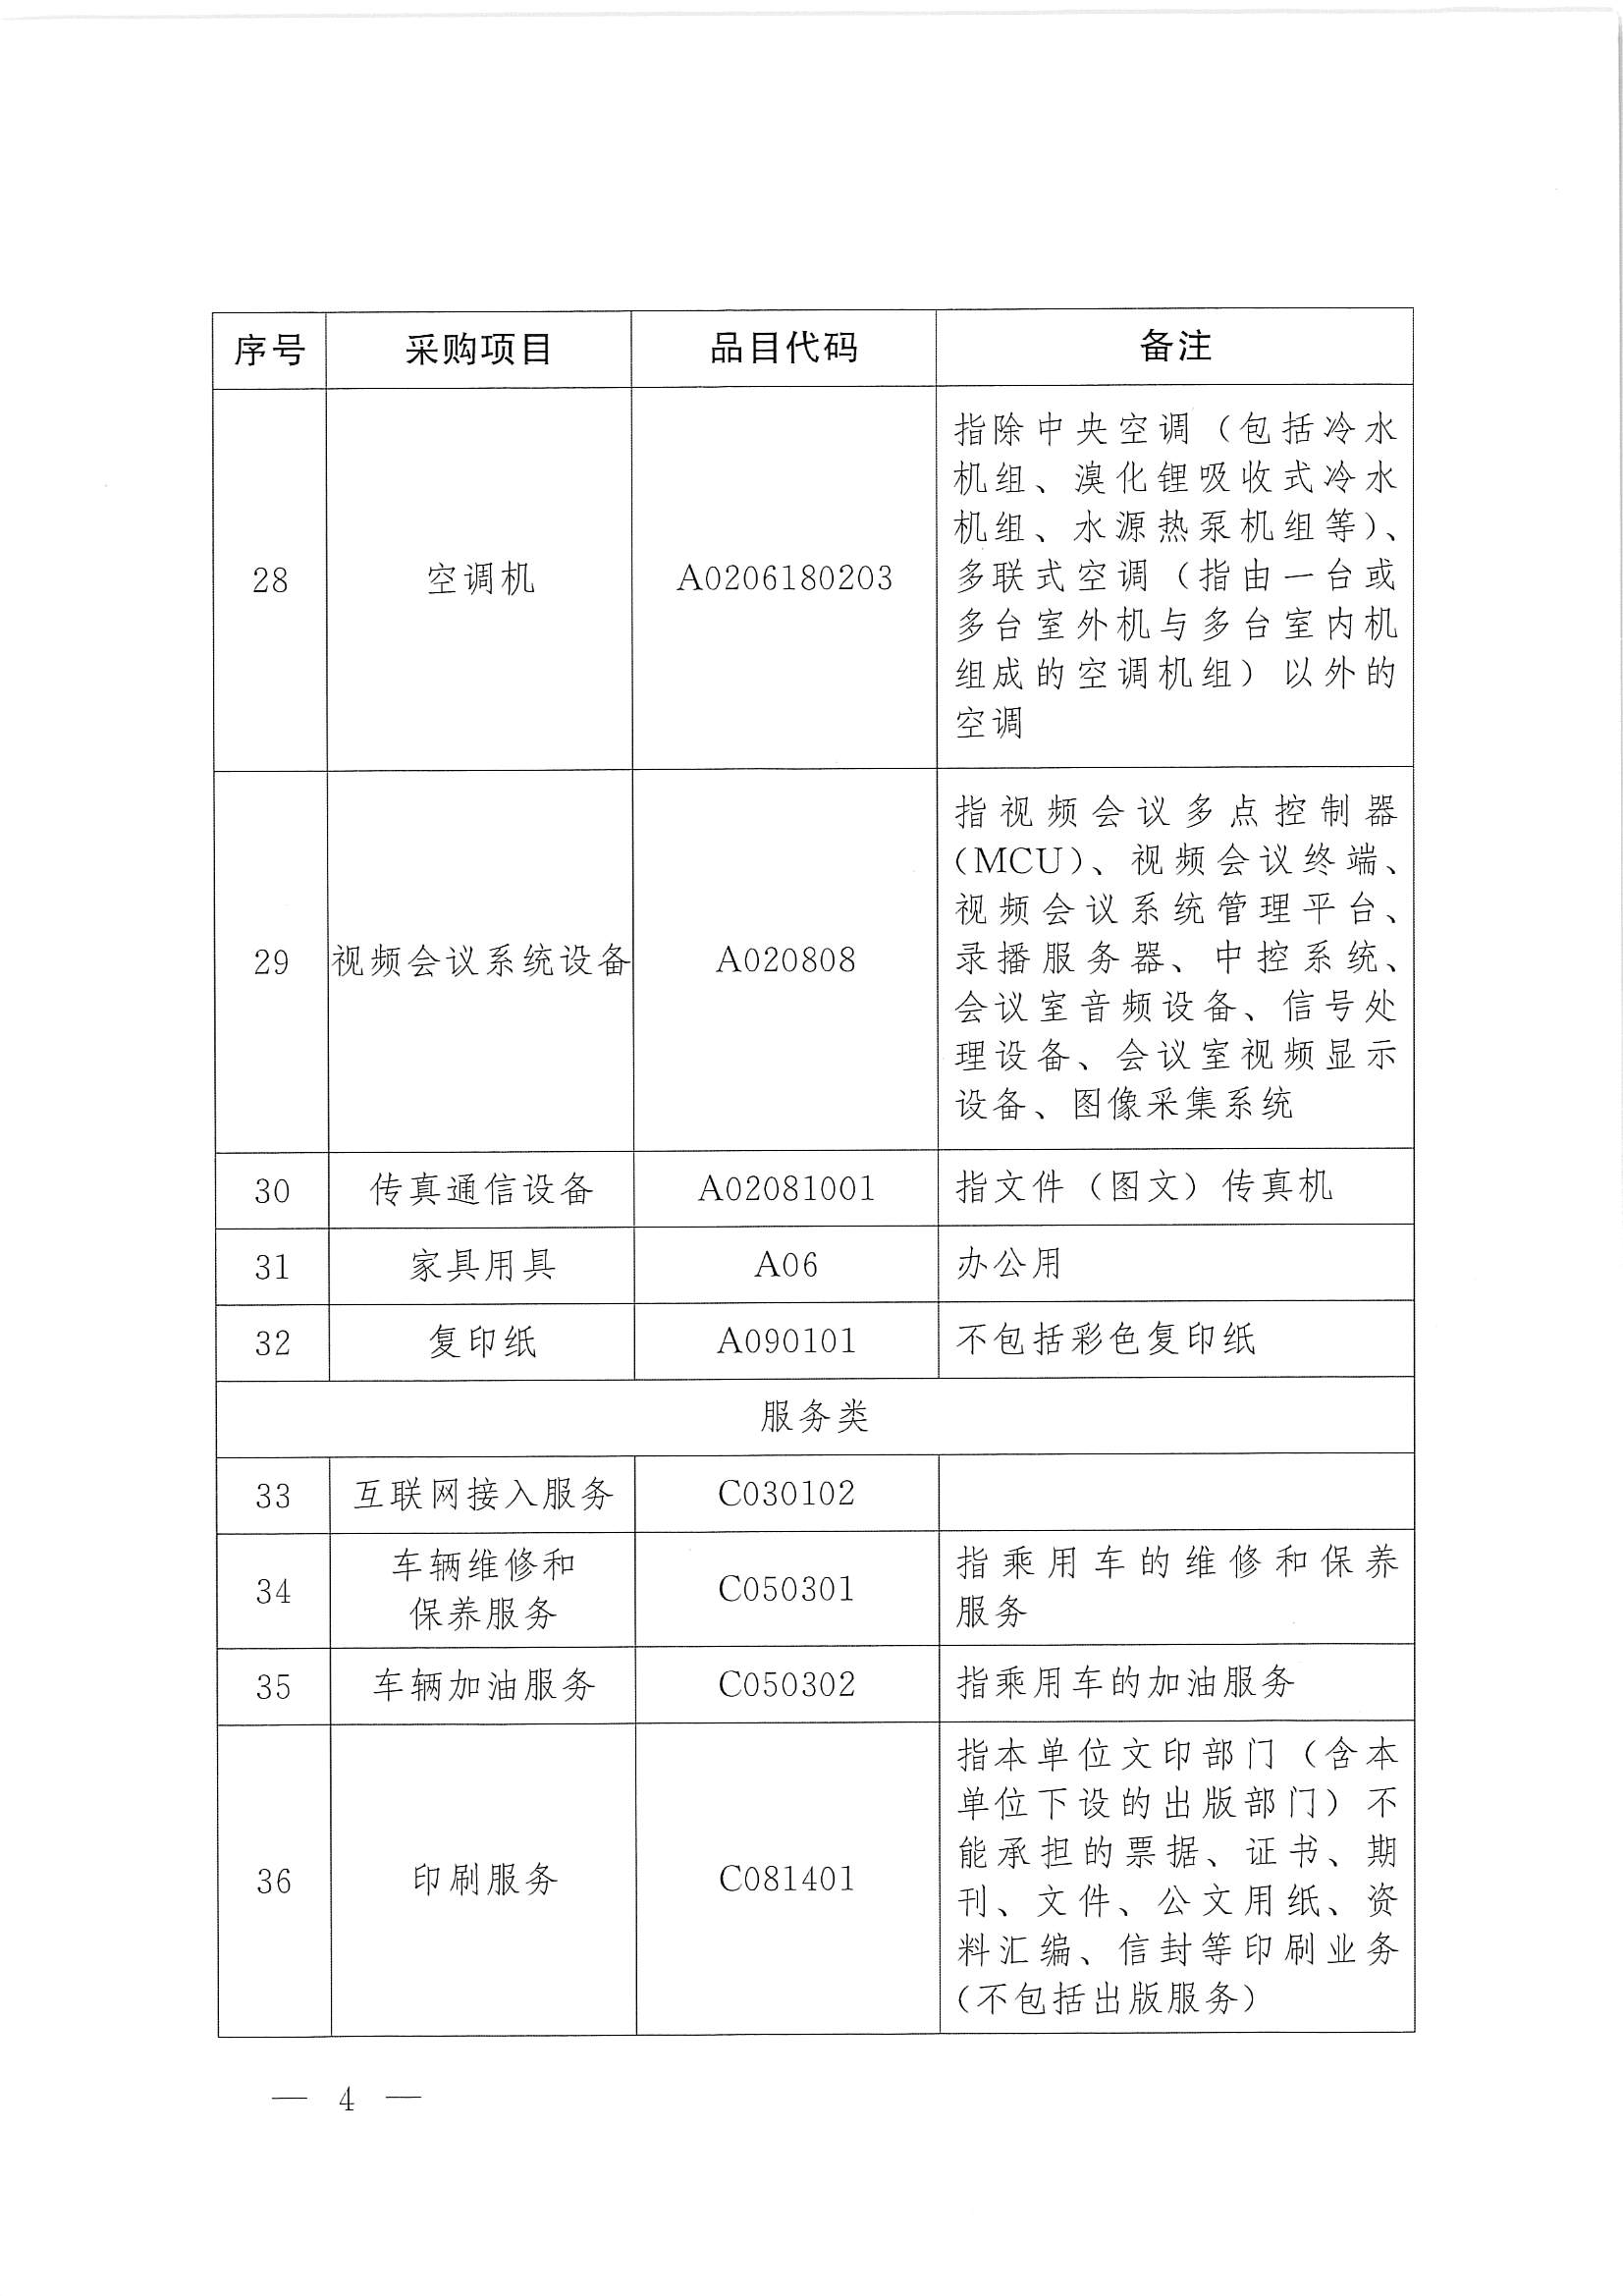 序号 采购项目 品目代码 备注
28 空调机 A0206180203
指除中央空调（包括冷水
机组、溴化锂吸收式冷水
机组、水源热泵机组等）、
多联式空调（指由一台或
多台室外机与多台室内机
组成的空调机组）以外的
空调
29 视频会议系统设备 A020808
指视频会议多点控制器
（MCU）、视频会议终端、
视频会议系统管理平台、
录播服务器、中控系统、
会议室音频设备、信号处
理设备、会议室视频显示
设备、图像采集系统
30 传真通信设备 A02081001 指文件（图文）传真机
31 家具用具 A06 办公用
32 复印纸 A090101 不包括彩色复印纸
服务类
33 互联网接入服务 C030102
34 车辆维修和
保养服务 C050301
指乘用车的维修和保养
服务
35 车辆加油服务 C050302 指乘用车的加油服务
36 印刷服务 C081401
指本单位文印部门（含本
单位下设的出版部门）不
能承担的票据、证书、期
刊、文件、公文用纸、资
料汇编、信封等印刷业务
（不包括出版服务）
— 4 —